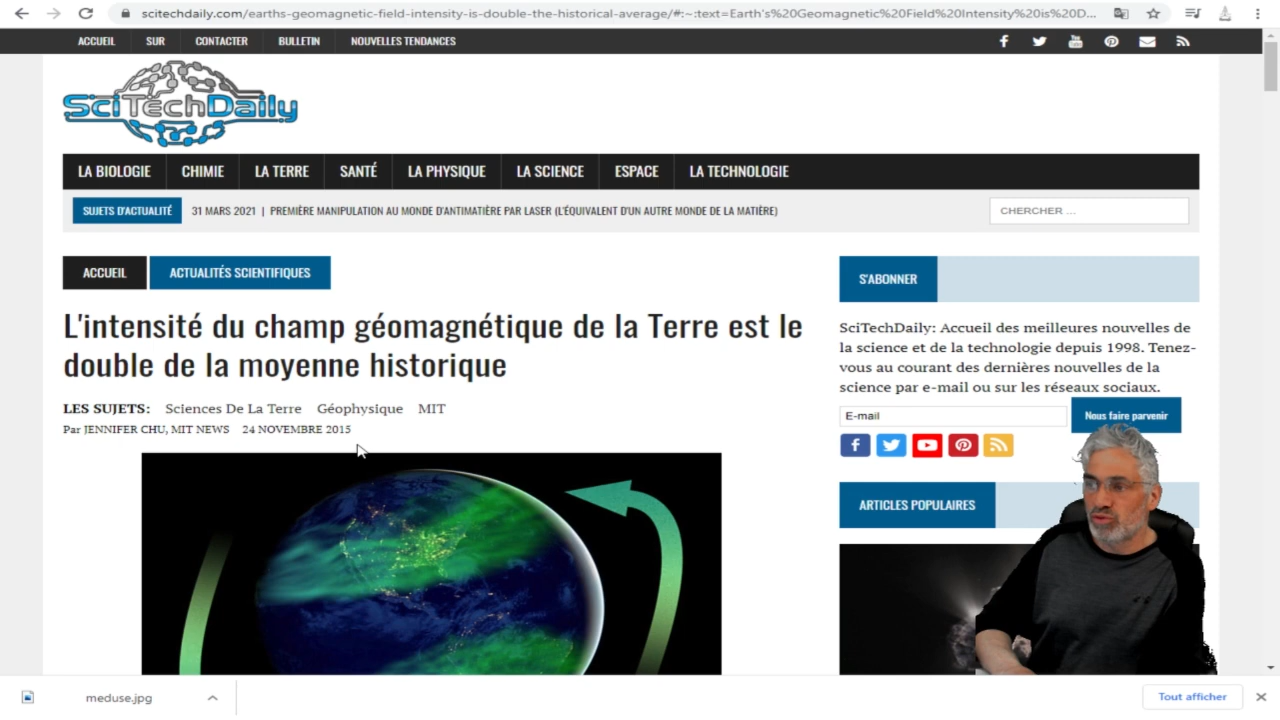 scitechdaily.com/earths-geomagnetic-field-intensity-is-double-the-historical-average/#:~:text=Earth's%20Geomagnetic%20Field%20Intensity%20is%20D...
ACCUEIL SUR CONTACTER BULLETIN NOUVELLES TENDANCES
SciTechDaily
LA BIOLOGIE CHIMIE LA TERRE SANTÉ LA PHYSIQUE LA SCIENCE ESPACE LA TECHNOLOGIE
SUJETS D'ACTUALITÉ 31 MARS 2021 | PREMIÈRE MANIPULATION AU MONDE D'ANTIMATIÈRE PAR LASER (L'ÉQUIVALENT D'UN AUTRE MONDE DE LA MATIÈRE) CHERCHER ...
ACCUEIL ACTUALITÉS SCIENTIFIQUES
L'intensité du champ géomagnétique de la Terre est le
double de la moyenne historique
LES SUJETS: Sciences De La Terre Géophysique MIT
Par JENNIFER CHU, MIT NEWS 24 NOVEMBRE 2015
S'ABONNER
SciTechDaily: Accueil des meilleures nouvelles de
la science et de la technologie depuis 1998. Tenez-
vous au courant des dernières nouvelles de la
science par e-mail ou sur les réseaux sociaux.
E-mail Nous faire parvenir
ARTICLES POPULAIRES
meduse.jpg Tout afficher